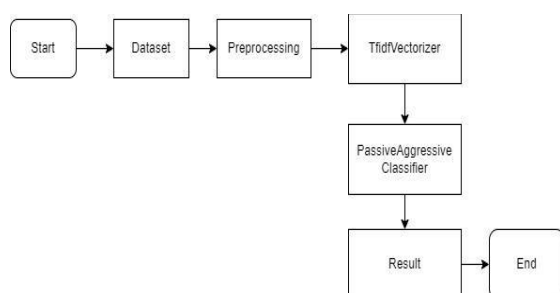 Start
Dataset
Preprocessing
TfidfVectorizer
PassiveAggressive
Classifier
Result
End